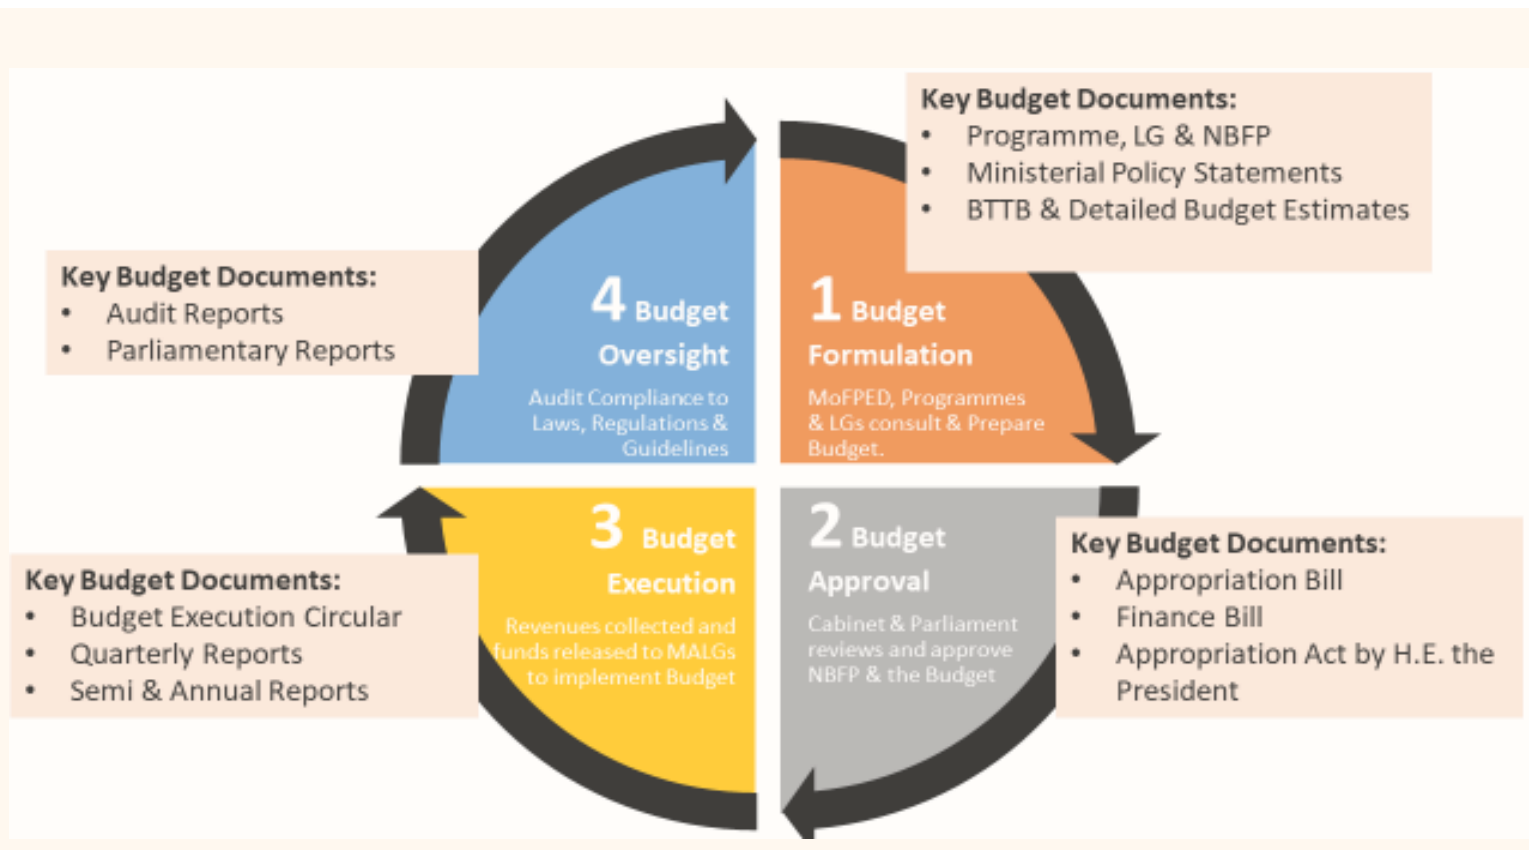 Key Budget Documents:
• Programme, LG & NBFP
• Ministerial Policy Statements
• BTTB & Detailed Budget Estimates
1 Budget
Formulation
MoFPED, Programmes
& LGs consult & Prepare
Budget.
Key Budget Documents:
• Appropriation Bill
• Finance Bill
• Appropriation Act by H.E. the
President
2 Budget
Approval
Cabinet & Parliament
reviews and approve
NBFP & the Budget
Key Budget Documents:
• Budget Execution Circular
• Quarterly Reports
• Semi & Annual Reports
3 Budget
Execution
Revenues collected and
funds released to MALGs
to implement Budget
Key Budget Documents:
• Audit Reports
• Parliamentary Reports
4 Budget
Oversight
Audit Compliance to
Laws, Regulations &
Guidelines